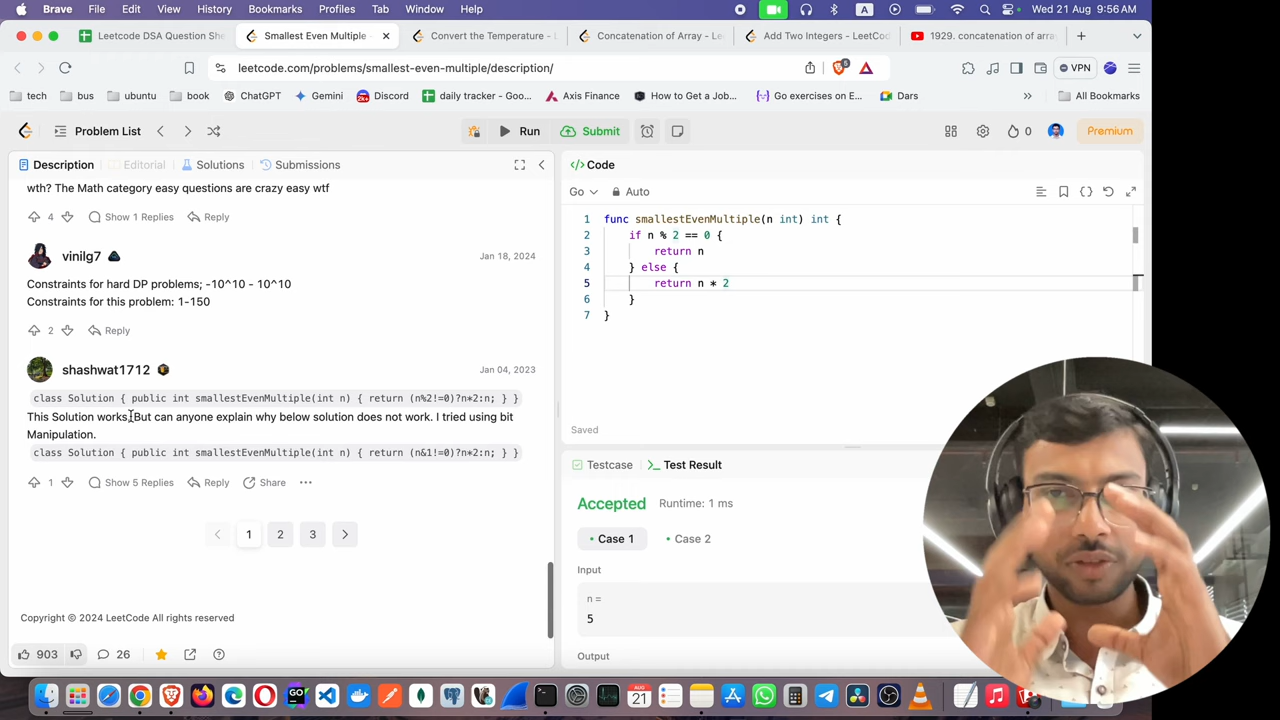 Brave File Edit View History Bookmarks Profiles Tab Window Help A Wed 21 Aug 9:56 AM
Leetcode DSA Question She Smallest Even Multiple - Convert the Temperature - L Concatenation of Array - Lee Add Two Integers - LeetCod 1929. concatenation of arra
leetcode.com/problems/smallest-even-multiple/description/ 6 VPN
tech bus ubuntu book ChatGPT Gemini Discord daily tracker - Goo... Axis Finance How to Get a Job... Go exercises on E... Dars » All Bookmarks
Problem List Run Submit 0 Premium
Description Editorial Solutions Submissions
wth? The Math category easy questions are crazy easy wtf
4 Show 1 Replies Reply
vinilg7 Jan 18, 2024
Constraints for hard DP problems; -10^10 - 10^10
Constraints for this problem: 1-150
2 Reply
shashwat1712 Jan 04, 2023
class Solution { public int smallestEvenMultiple(int n) { return (n%2!=0)?n*2:n; } }
This Solution works. But can anyone explain why below solution does not work. I tried using bit
Manipulation.
class Solution { public int smallestEvenMultiple(int n) { return (n&1!=0)?n*2:n; } }
1 Show 5 Replies Reply Share ...
1 2 3
Copyright © 2024 LeetCode All rights reserved
903 26
</> Code
Go Auto
1 func smallestEvenMultiple(n int) int {
2 if n % 2 == 0 {
3 return n
4 } else {
5 return n * 2
6 }
7 }
Saved
Testcase Test Result
Accepted Runtime: 1 ms
• Case 1 • Case 2
Input
n =
5
Output
GO
AUG
21